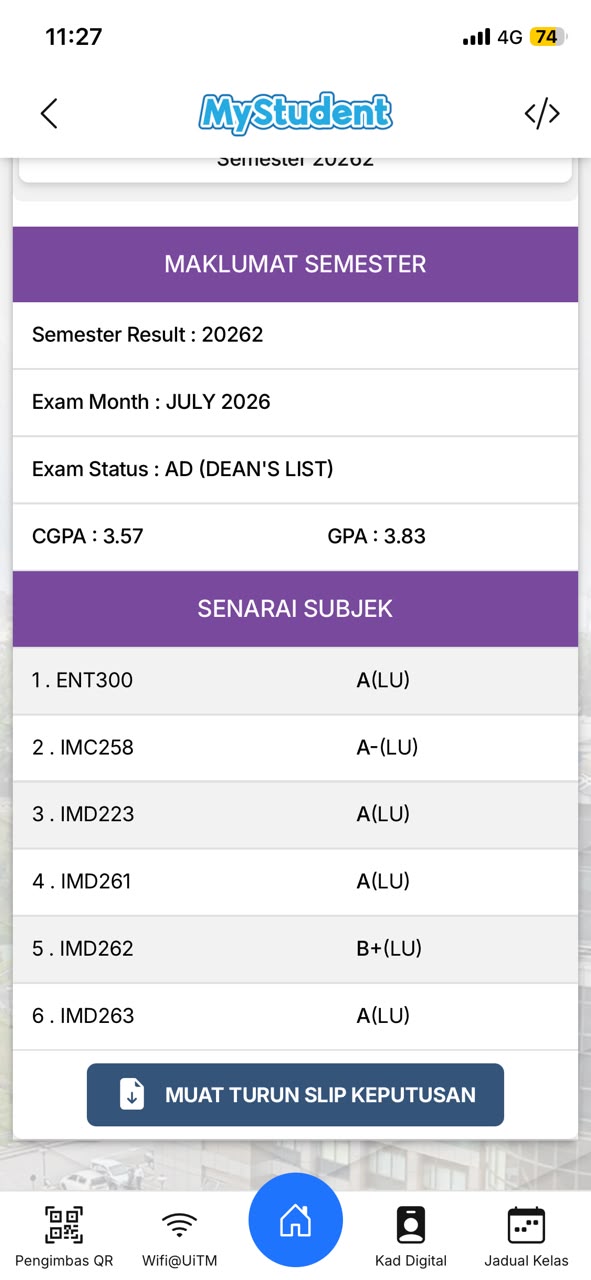 11:27 4G 74
MyStudent
Semester 20262
MAKLUMAT SEMESTER
Semester Result : 20262
Exam Month : JULY 2026
Exam Status : AD (DEAN'S LIST)
CGPA : 3.57 GPA : 3.83
SENARAI SUBJEK
1 . ENT300 A(LU)
2 . IMC258 A-(LU)
3 . IMD223 A(LU)
4 . IMD261 A(LU)
5 . IMD262 B+(LU)
6 . IMD263 A(LU)
MUAT TURUN SLIP KEPUTUSAN
Pengimbas QR Wifi@UiTM Kad Digital Jadual Kelas